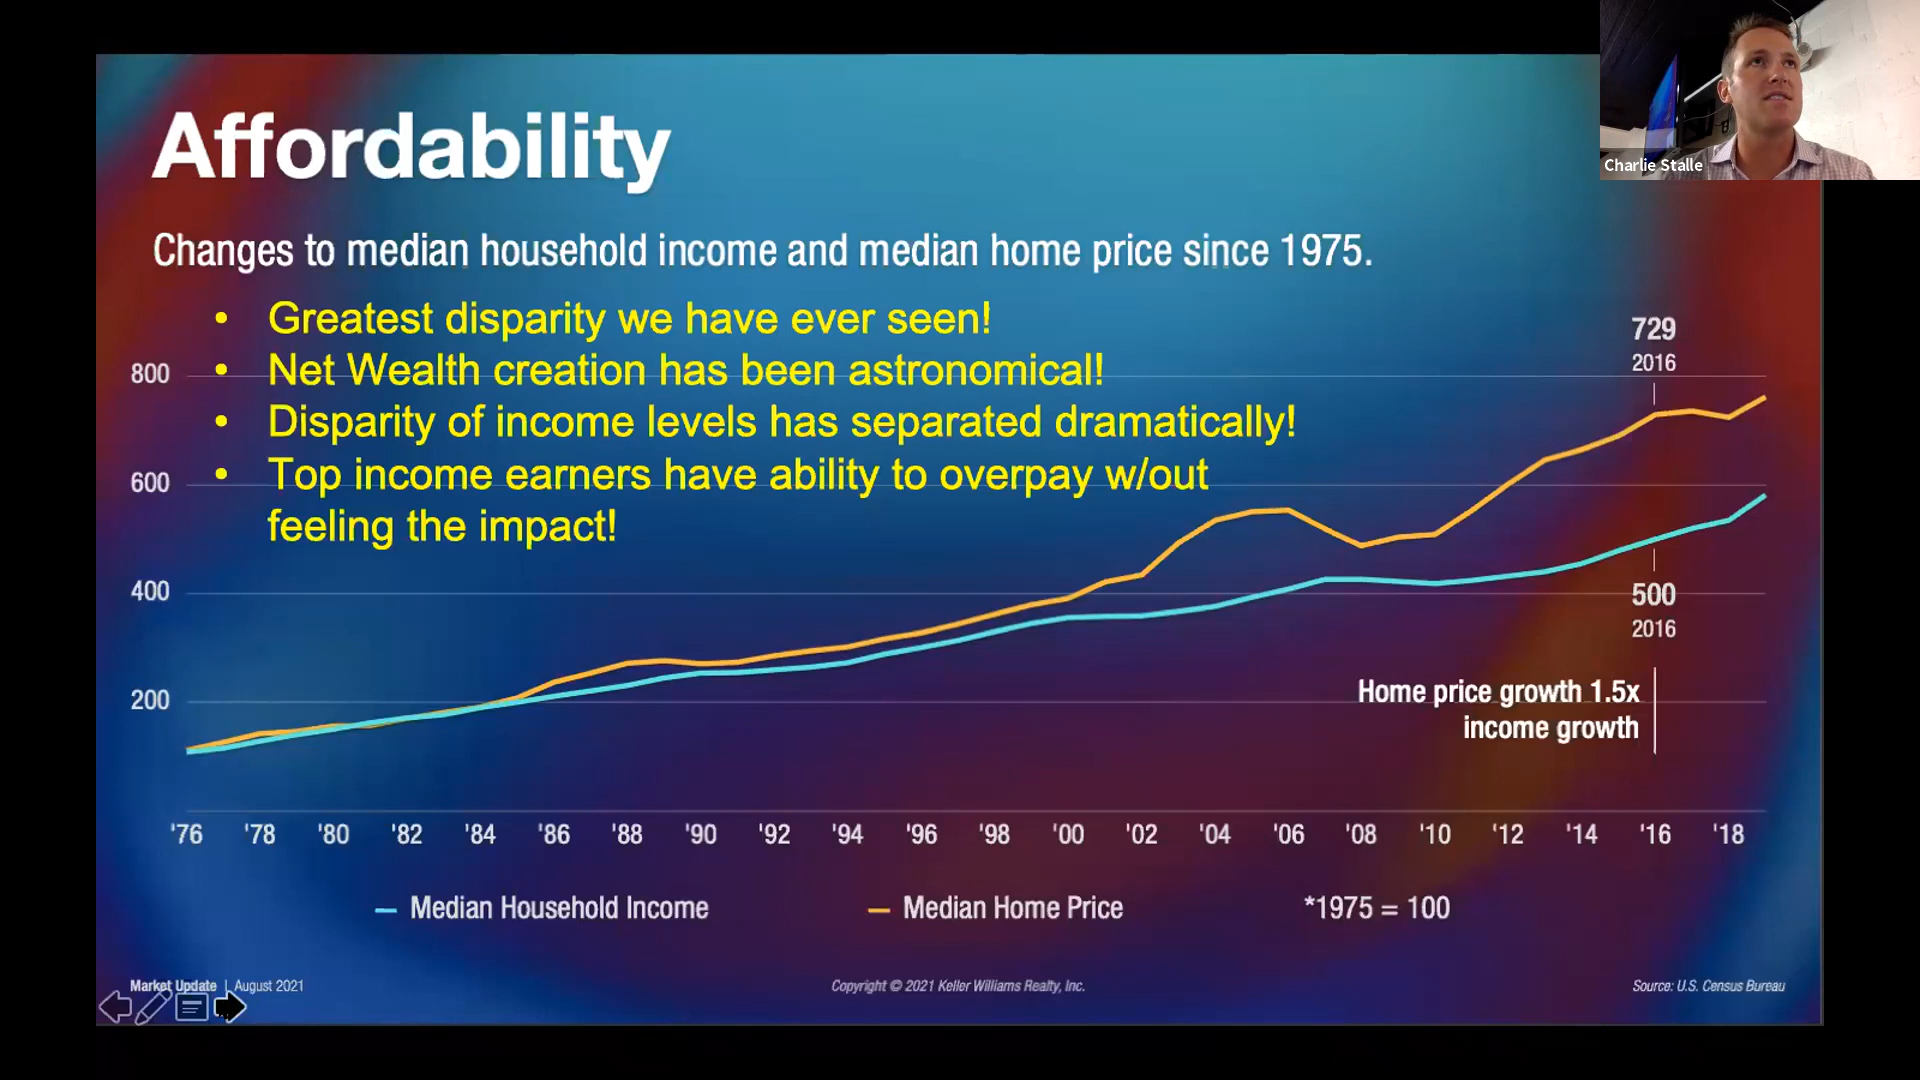 Charlie Stalle
Affordability
Changes to median household income and median home price since 1975.
• Greatest disparity we have ever seen!
• Net Wealth creation has been astronomical!
• Disparity of income levels has separated dramatically!
• Top income earners have ability to overpay w/out
feeling the impact!
729
2016
800
600
400
200
500
2016
Home price growth 1.5x
income growth
'76 '78 '80 '82 '84 '86 '88 '90 '92 '94 '96 '98 '00 '02 '04 '06 '08 '10 '12 '14 '16 '18
Median Household Income Median Home Price *1975 = 100
Market Update | August 2021 Copyright © 2021 Keller Williams Realty, Inc. Source: U.S. Census Bureau